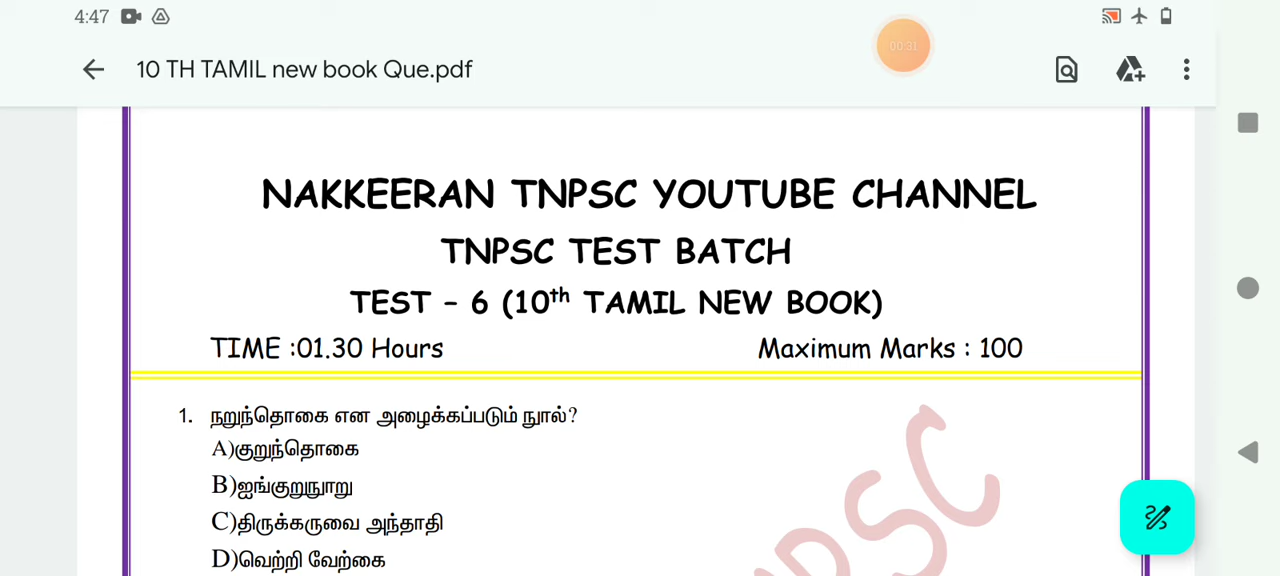 4:47
00:31
10 TH TAMIL new book Que.pdf
NAKKEERAN TNPSC YOUTUBE CHANNEL
TNPSC TEST BATCH
TEST – 6 (10th TAMIL NEW BOOK)
TIME :01.30 Hours Maximum Marks : 100
1. நறுந்தொகை என அழைக்கப்படும் நூல்?
A)குறுந்தொகை
B)ஐங்குறுநூறு
C)திருக்கருவை அந்தாதி
D)வெற்றி வேற்கை